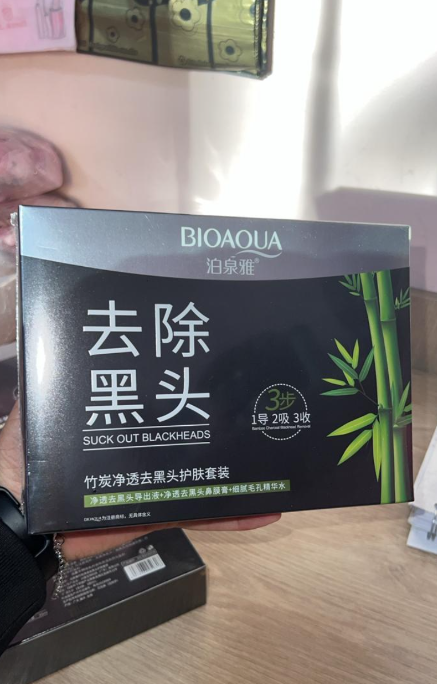 BIOAQUA
泊泉雅®
去除
黑头
SUCK OUT BLACKHEADS
3步
1导 2吸 3收
竹炭净透去黑头护肤套装
净透去黑头导出液+净透去黑头鼻膜膏+细腻毛孔精华水